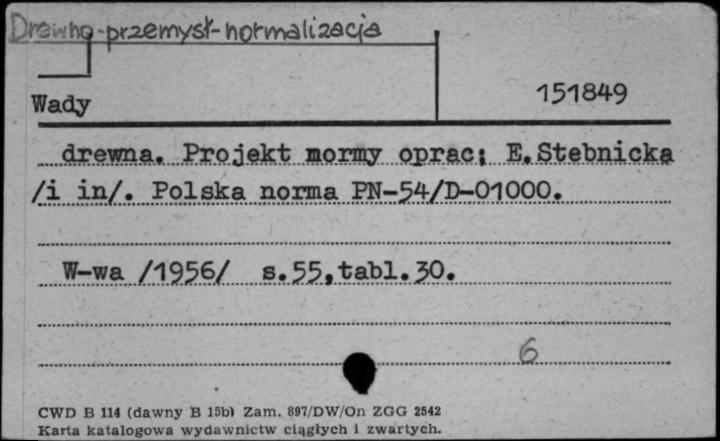 Drewno-przemysł-normalizacja
151849
Wady
drewna. Projekt mormy oprac: E.Stebnicka
/i in/. Polska norma PN-54/D-01000.
W-wa /1956/ s.55,tabl.30.
6
CWD B 114 (dawny B 15b) Zam. 897/DW/On ZGG 2542
Karta katalogowa wydawnictw ciągłych i zwartych.